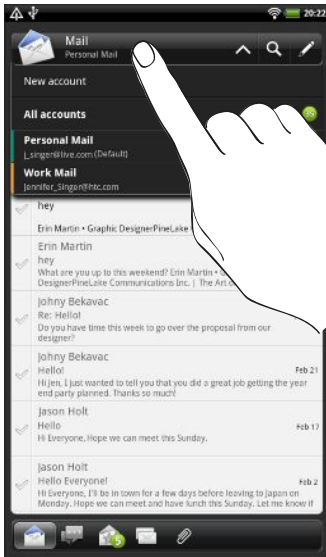 20:22
Mail
Personal Mail
New account
All accounts
Personal Mail
j_singer@live.com (Default)
Work Mail
Jennifer_Singer@htc.com
hey
Erin Martin • Graphic DesignerPineLake
Erin Martin
hey
What are you up to this weekend? Erin Martin •
DesignerPineLake Communications Inc. | The Art
Johny Bekavac
Re: Hello!
Do you have time this week to go over the proposal from our
designer?
Johny Bekavac
Hello! Feb 21
Hi Jen, I just wanted to tell you that you did a great job getting the year
end party planned. Thanks so much!
Jason Holt
Hello Feb 17
Hi Everyone, Hope we can meet this Sunday.
Jason Holt
Hello Everyone! Feb 2
Hi Everyone, I'll be in town for a few days before leaving to Japan on
Monday. Hope we can meet and have lunch this Sunday. Let me know if
5